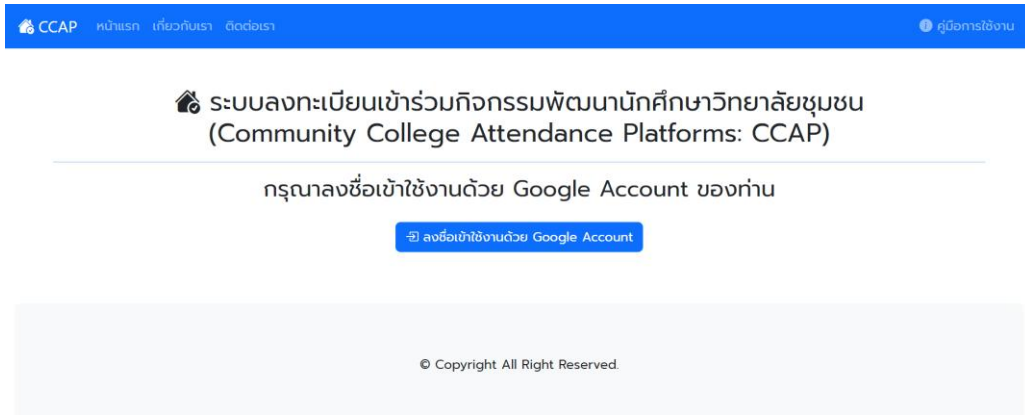 CCAP หน้าแรก เกี่ยวกับเรา ติดต่อเรา คู่มือการใช้งาน
ระบบลงทะเบียนเข้าร่วมกิจกรรมพัฒนานักศึกษาวิทยาลัยชุมชน
(Community College Attendance Platforms: CCAP)
กรุณาลงชื่อเข้าใช้งานด้วย Google Account ของท่าน
ลงชื่อเข้าใช้งานด้วย Google Account
© Copyright All Right Reserved.